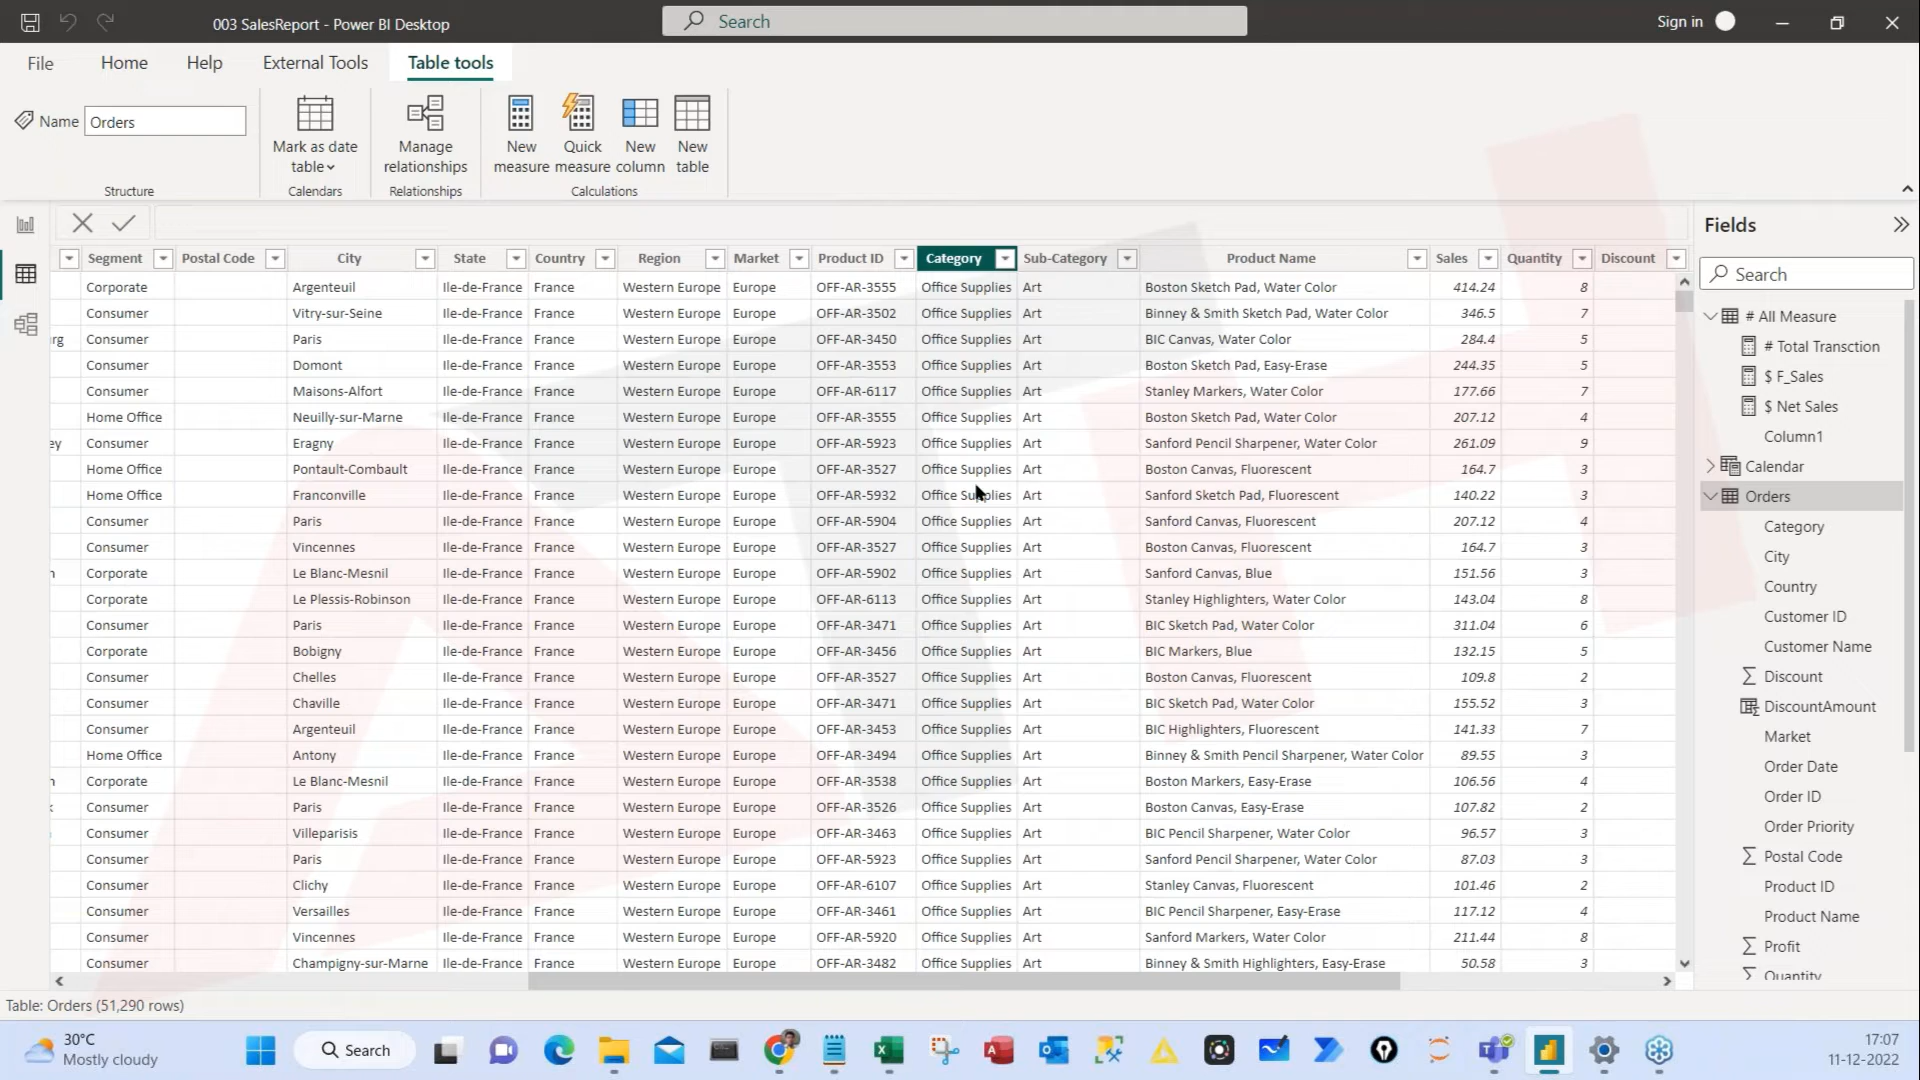 003 SalesReport - Power BI Desktop
Search
Sign in
File Home Help External Tools Table tools
Name Orders
Mark as date table
Manage relationships
New measure
Quick measure
New column
New table
Structure Calendars Relationships Calculations
Segment Postal Code City State Country Region Market Product ID Category Sub-Category Product Name Sales Quantity Discount
Corporate Argenteuil Ile-de-France France Western Europe Europe OFF-AR-3555 Office Supplies Art Boston Sketch Pad, Water Color 414.24 8
Consumer Vitry-sur-Seine Ile-de-France France Western Europe Europe OFF-AR-3502 Office Supplies Art Binney & Smith Sketch Pad, Water Color 346.5 7
rg Consumer Paris Ile-de-France France Western Europe Europe OFF-AR-3450 Office Supplies Art BIC Canvas, Water Color 284.4 5
Consumer Domont Ile-de-France France Western Europe Europe OFF-AR-3553 Office Supplies Art Boston Sketch Pad, Easy-Erase 244.35 5
Consumer Maisons-Alfort Ile-de-France France Western Europe Europe OFF-AR-6117 Office Supplies Art Stanley Markers, Water Color 177.66 7
Home Office Neuilly-sur-Marne Ile-de-France France Western Europe Europe OFF-AR-3555 Office Supplies Art Boston Sketch Pad, Water Color 207.12 4
ey Consumer Eragny Ile-de-France France Western Europe Europe OFF-AR-5923 Office Supplies Art Sanford Pencil Sharpener, Water Color 261.09 9
Home Office Pontault-Combault Ile-de-France France Western Europe Europe OFF-AR-3527 Office Supplies Art Boston Canvas, Fluorescent 164.7 3
Home Office Franconville Ile-de-France France Western Europe Europe OFF-AR-5932 Office Supplies Art Sanford Sketch Pad, Fluorescent 140.22 3
Consumer Paris Ile-de-France France Western Europe Europe OFF-AR-5904 Office Supplies Art Sanford Canvas, Fluorescent 207.12 4
Consumer Vincennes Ile-de-France France Western Europe Europe OFF-AR-3527 Office Supplies Art Boston Canvas, Fluorescent 164.7 3
Corporate Le Blanc-Mesnil Ile-de-France France Western Europe Europe OFF-AR-5902 Office Supplies Art Sanford Canvas, Blue 151.56 3
Corporate Le Plessis-Robinson Ile-de-France France Western Europe Europe OFF-AR-6113 Office Supplies Art Stanley Highlighters, Water Color 143.04 8
Consumer Paris Ile-de-France France Western Europe Europe OFF-AR-3471 Office Supplies Art BIC Sketch Pad, Water Color 311.04 6
Corporate Bobigny Ile-de-France France Western Europe Europe OFF-AR-3456 Office Supplies Art BIC Markers, Blue 132.15 5
Consumer Chelles Ile-de-France France Western Europe Europe OFF-AR-3527 Office Supplies Art Boston Canvas, Fluorescent 109.8 2
Consumer Chaville Ile-de-France France Western Europe Europe OFF-AR-3471 Office Supplies Art BIC Sketch Pad, Water Color 155.52 3
Consumer Argenteuil Ile-de-France France Western Europe Europe OFF-AR-3453 Office Supplies Art BIC Highlighters, Fluorescent 141.33 7
Home Office Antony Ile-de-France France Western Europe Europe OFF-AR-3494 Office Supplies Art Binney & Smith Pencil Sharpener, Water Color 89.55 3
Corporate Le Blanc-Mesnil Ile-de-France France Western Europe Europe OFF-AR-3538 Office Supplies Art Boston Markers, Easy-Erase 106.56 4
Consumer Paris Ile-de-France France Western Europe Europe OFF-AR-3526 Office Supplies Art Boston Canvas, Easy-Erase 107.82 2
Consumer Villeparisis Ile-de-France France Western Europe Europe OFF-AR-3463 Office Supplies Art BIC Pencil Sharpener, Water Color 96.57 3
Consumer Paris Ile-de-France France Western Europe Europe OFF-AR-5923 Office Supplies Art Sanford Pencil Sharpener, Water Color 87.03 3
Consumer Clichy Ile-de-France France Western Europe Europe OFF-AR-6107 Office Supplies Art Stanley Canvas, Fluorescent 101.46 2
Consumer Versailles Ile-de-France France Western Europe Europe OFF-AR-3461 Office Supplies Art BIC Pencil Sharpener, Easy-Erase 117.12 4
Consumer Vincennes Ile-de-France France Western Europe Europe OFF-AR-5920 Office Supplies Art Sanford Markers, Water Color 211.44 8
Consumer Champigny-sur-Marne Ile-de-France France Western Europe Europe OFF-AR-3482 Office Supplies Art Binney & Smith Highlighters, Easy-Erase 50.58 3
Fields
Search
# All Measure
# Total Transction
$ F_Sales
$ Net Sales
Column1
Calendar
Orders
Category
City
Country
Customer ID
Customer Name
Discount
DiscountAmount
Market
Order Date
Order ID
Order Priority
Postal Code
Product ID
Product Name
Profit
Quantity
Table: Orders (51,290 rows)
30°C
Mostly cloudy
Search
17:07
11-12-2022